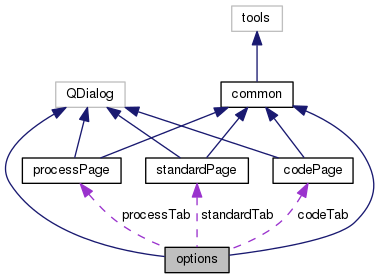 tools
QDialog
common
processPage
standardPage
codePage
processTab
standardTab
codeTab
options